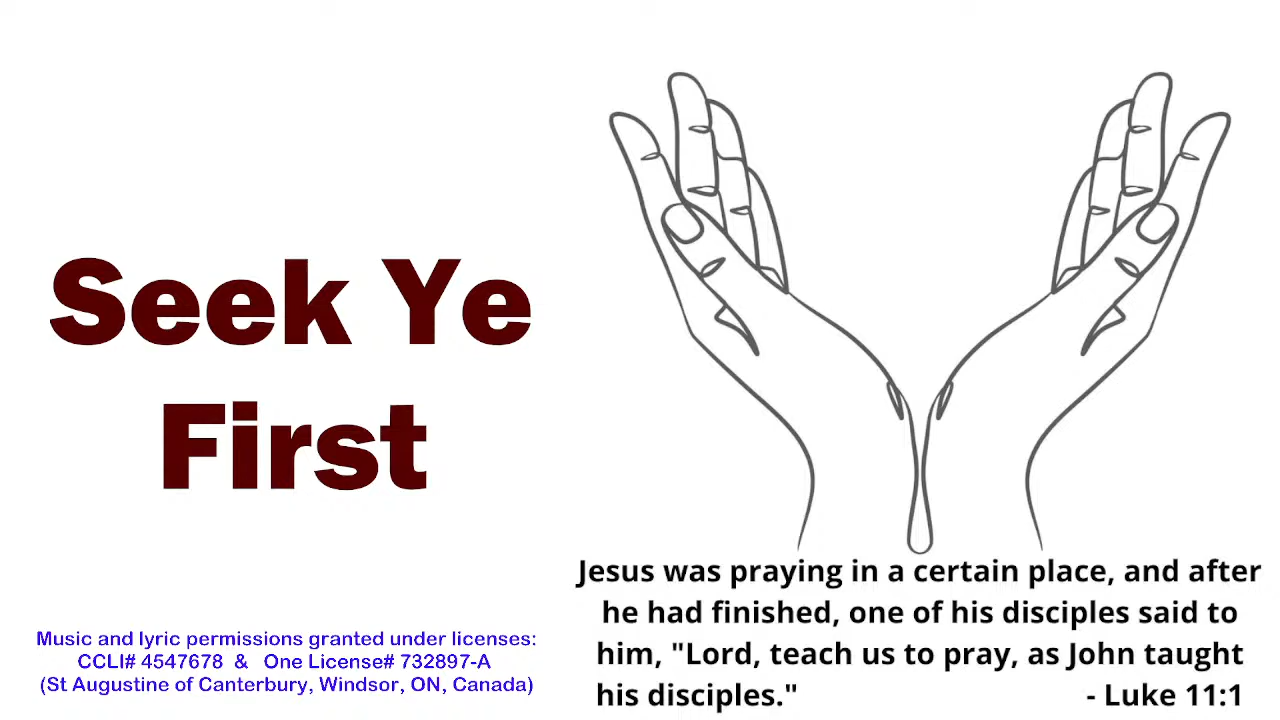 Seek Ye
First
Music and lyric permissions granted under licenses:
CCLI# 4547678 & One License# 732897-A
(St Augustine of Canterbury, Windsor, ON, Canada)
Jesus was praying in a certain place, and after
he had finished, one of his disciples said to
him, "Lord, teach us to pray, as John taught
his disciples." - Luke 11:1